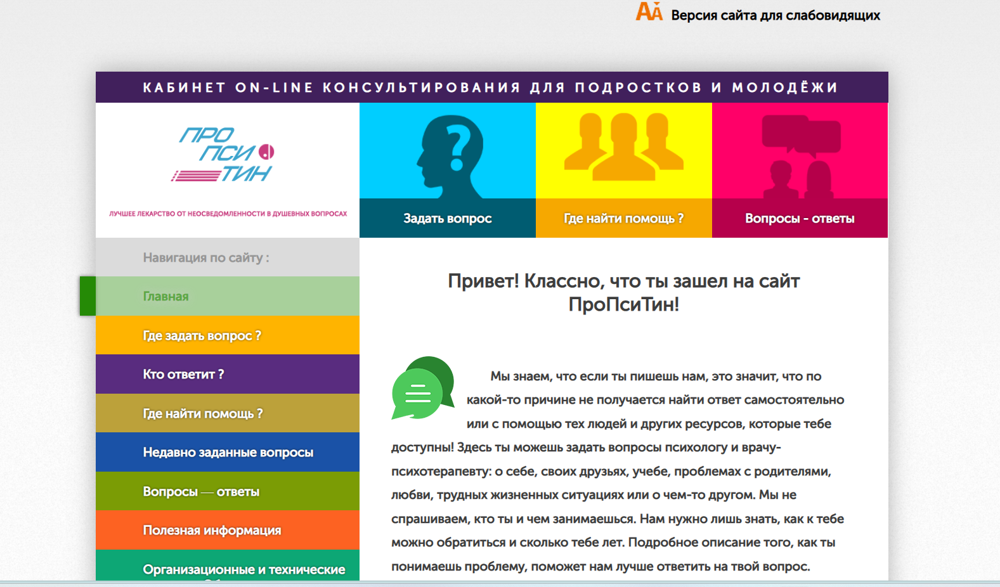 Версия сайта для слабовидящих
КАБИНЕТ ON-LINE КОНСУЛЬТИРОВАНИЯ ДЛЯ ПОДРОСТКОВ И МОЛОДЁЖИ
ПРО
ПСИ
ТИН
ЛУЧШЕЕ ЛЕКАРСТВО ОТ НЕОСВЕДОМЛЕННОСТИ В ДУШЕВНЫХ ВОПРОСАХ
Задать вопрос
Где найти помощь ?
Вопросы - ответы
Навигация по сайту :
Главная
Где задать вопрос ?
Кто ответит ?
Где найти помощь ?
Недавно заданные вопросы
Вопросы — ответы
Полезная информация
Организационные и технические
Привет! Классно, что ты зашел на сайт
ПроПсиТин!
Мы знаем, что если ты пишешь нам, это значит, что по
какой-то причине не получается найти ответ самостоятельно
или с помощью тех людей и других ресурсов, которые тебе
доступны! Здесь ты можешь задать вопросы психологу и врачу-
психотерапевту: о себе, своих друзьях, учебе, проблемах с родителями,
любви, трудных жизненных ситуациях или о чем-то другом. Мы не
спрашиваем, кто ты и чем занимаешься. Нам нужно лишь знать, как к тебе
можно обратиться и сколько тебе лет. Подробное описание того, как ты
понимаешь проблему, поможет нам лучше ответить на твой вопрос.